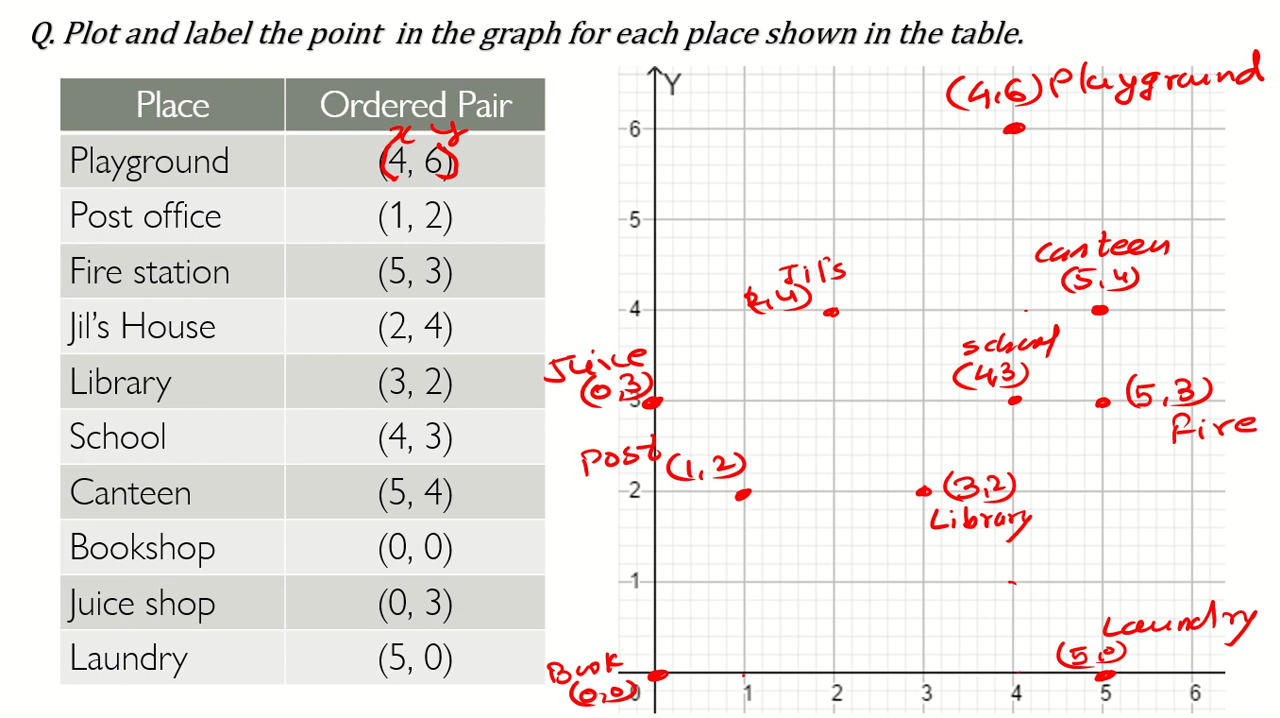 Q. Plot and label the point in the graph for each place shown in the table.
Place Ordered Pair
x y
Playground (4, 6)
Post office (1, 2)
Fire station (5, 3)
Jil's House (2, 4)
Library (3, 2)
School (4, 3)
Canteen (5, 4)
Bookshop (0, 0)
Juice shop (0, 3)
Laundry (5, 0)
Y
(4,6) Playground
6
5
Canteen
(5,4)
Jil's
(2,4)
4
school
(4,3)
Juice
(0,3)
3
(5,3)
Fire
Post (1,2)
2
(3,2)
Library
1
Laundry
(5,0)
Book
(0,0)
0 1 2 3 4 5 6